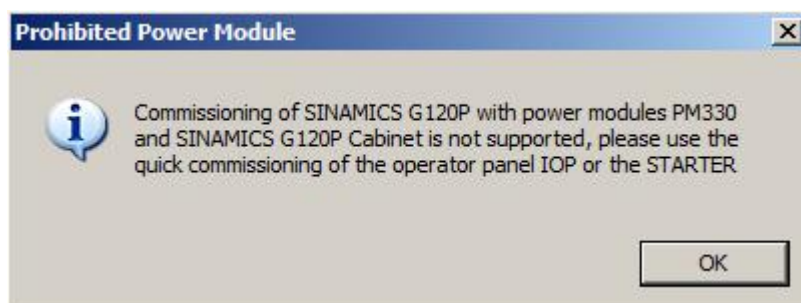 Prohibited Power Module
Commissioning of SINAMICS G120P with power modules PM330
and SINAMICS G120P Cabinet is not supported, please use the
quick commissioning of the operator panel IOP or the STARTER
OK